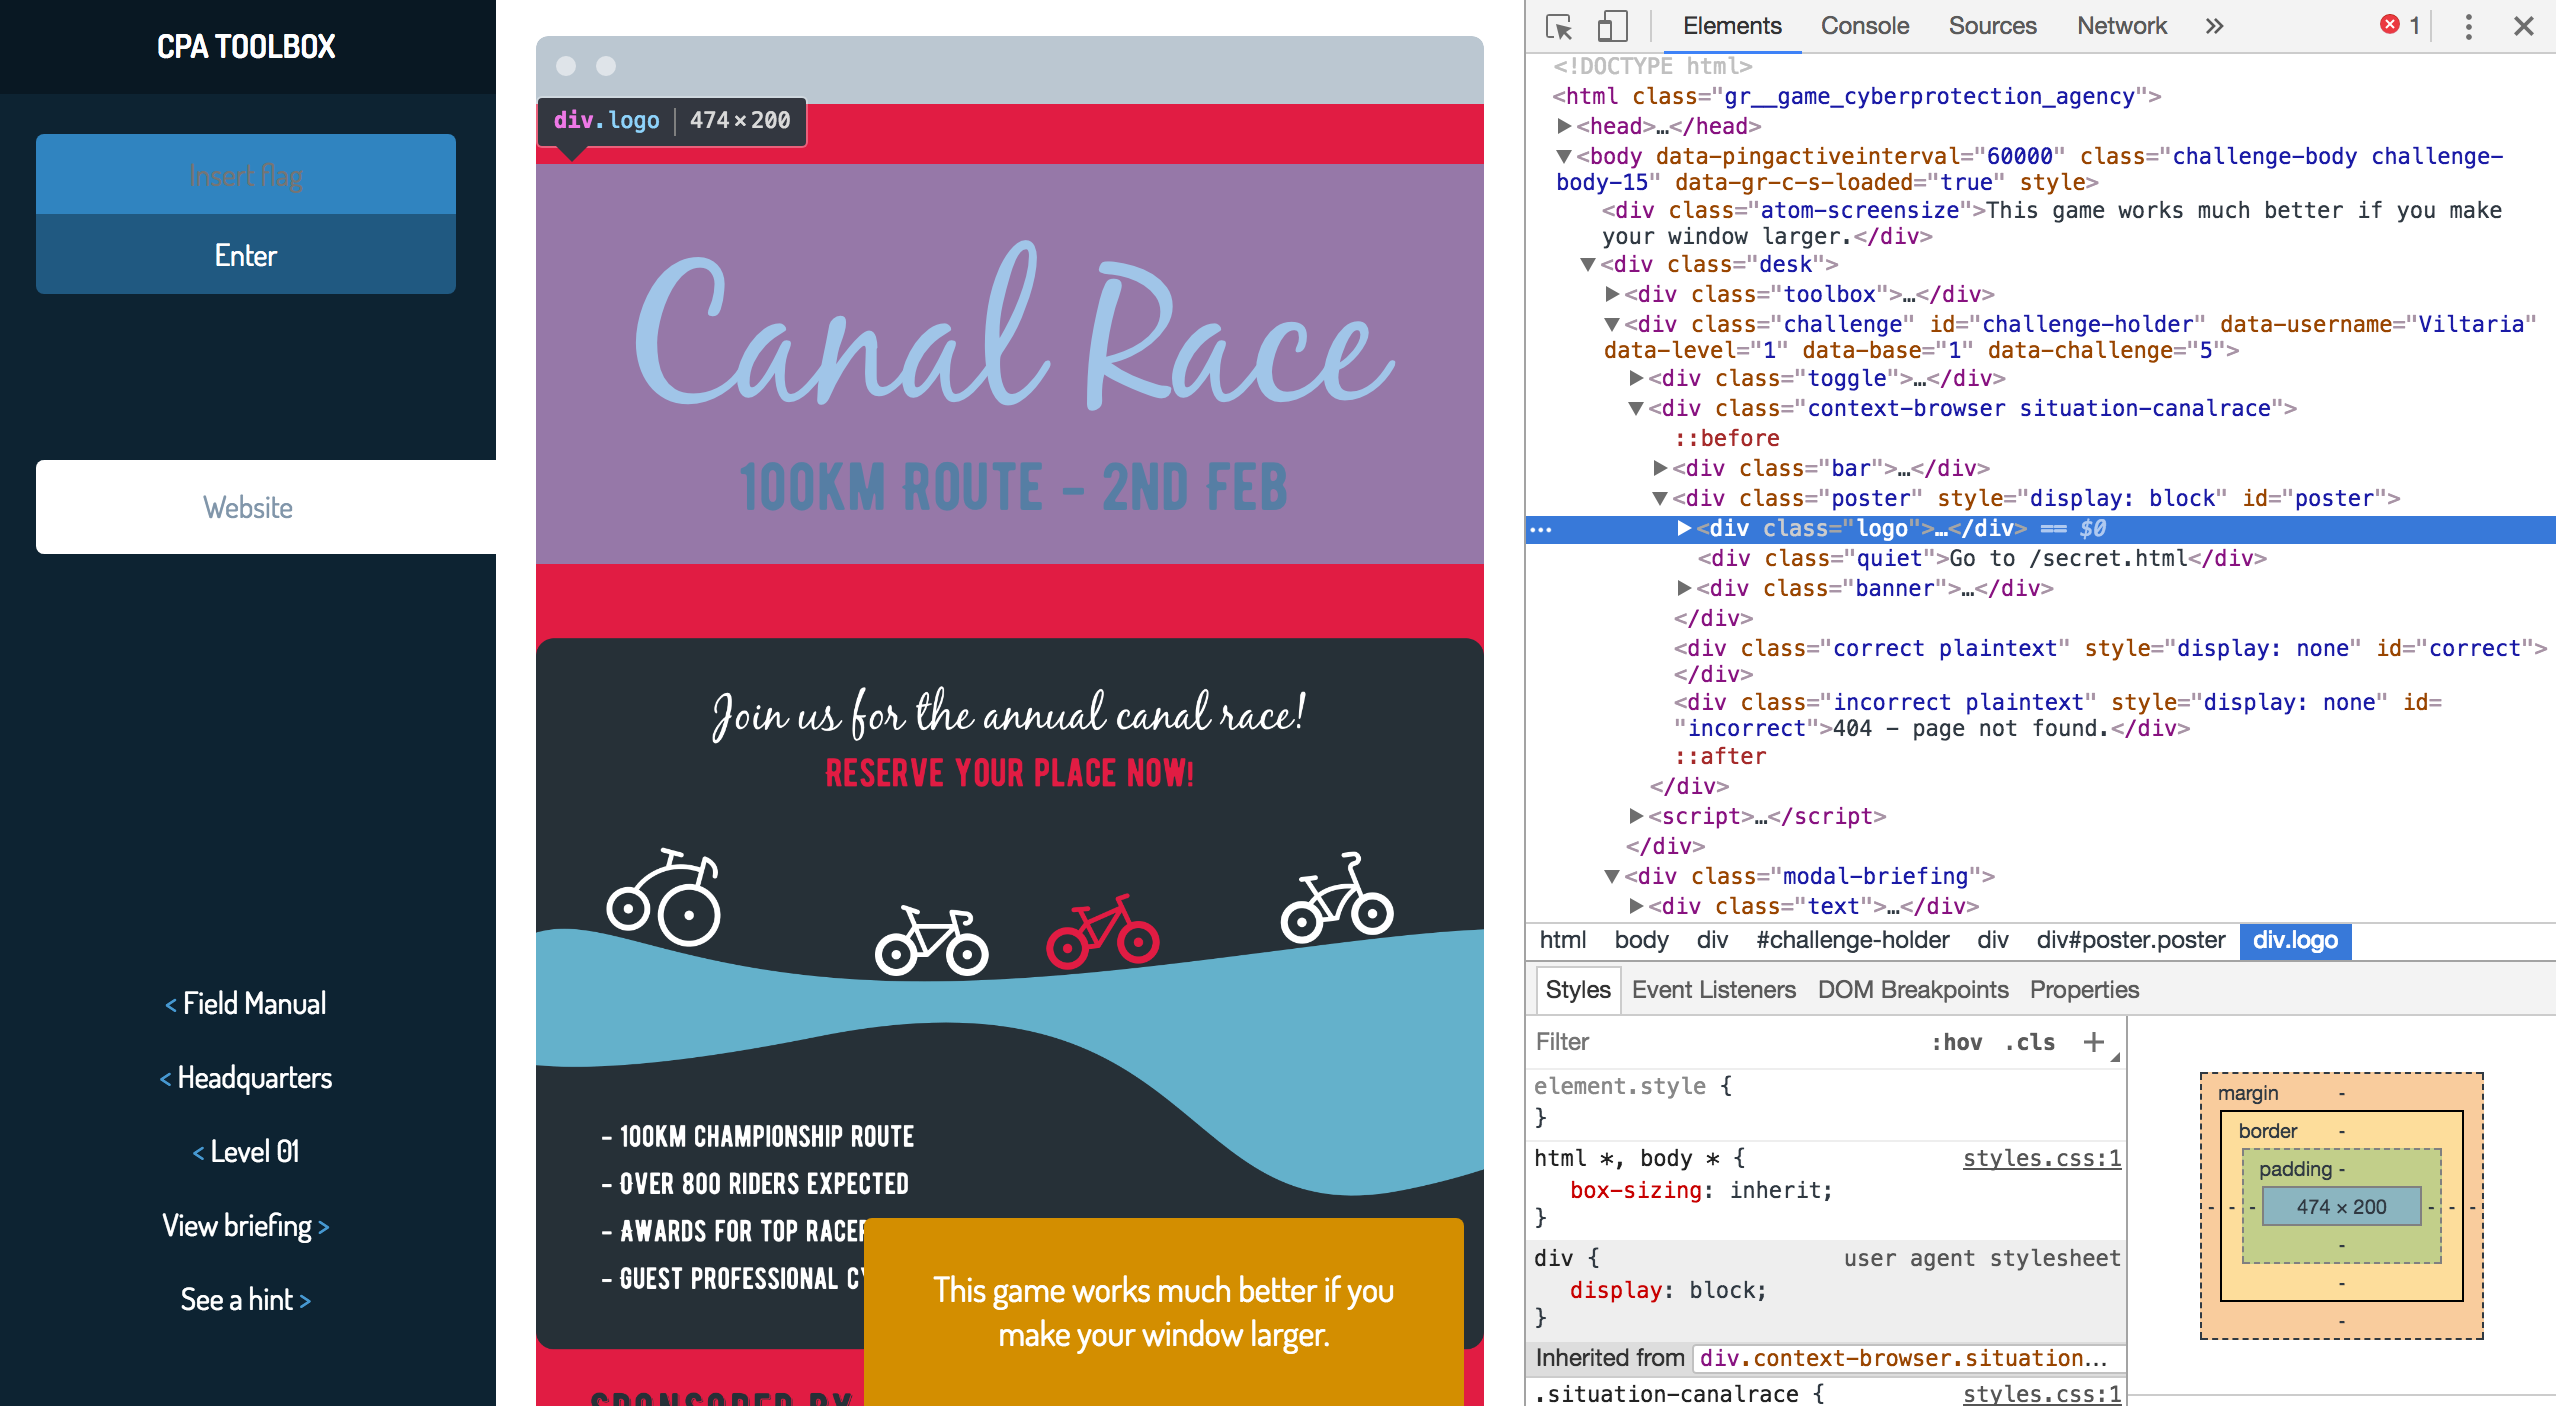 CPA TOOLBOX
Insert flag
Enter
Website
< Field Manual
< Headquarters
< Level 01
View briefing >
See a hint >
div.logo | 474 × 200
Canal Race
100KM ROUTE - 2ND FEB
Join us for the annual canal race!
RESERVE YOUR PLACE NOW!
- 100KM CHAMPIONSHIP ROUTE
- OVER 800 RIDERS EXPECTED
- AWARDS FOR TOP RACER
- GUEST PROFESSIONAL CY
SPONSORED BY
This game works much better if you
make your window larger.
Elements Console Sources Network » 1
<!DOCTYPE html>
<html class="gr__game_cyberprotection_agency">
▶<head>…</head>
▼<body data-pingactiveinterval="60000" class="challenge-body challenge-
body-15" data-gr-c-s-loaded="true" style>
<div class="atom-screensize">This game works much better if you make
your window larger.</div>
▼<div class="desk">
▶<div class="toolbox">…</div>
▼<div class="challenge" id="challenge-holder" data-username="Viltaria"
data-level="1" data-base="1" data-challenge="5">
▶<div class="toggle">…</div>
▼<div class="context-browser situation-canalrace">
::before
▶<div class="bar">…</div>
▼<div class="poster" style="display: block" id="poster">
… ▶<div class="logo">…</div> == $0
<div class="quiet">Go to /secret.html</div>
▶<div class="banner">…</div>
</div>
<div class="correct plaintext" style="display: none" id="correct">
</div>
<div class="incorrect plaintext" style="display: none" id=
"incorrect">404 - page not found.</div>
::after
</div>
▶<script>…</script>
</div>
▼<div class="modal-briefing">
▶<div class="text">…</div>
html body div #challenge-holder div div#poster.poster div.logo
Styles Event Listeners DOM Breakpoints Properties
Filter :hov .cls +
element.style {
}
html *, body * { styles.css:1
box-sizing: inherit;
}
div { user agent stylesheet
display: block;
}
Inherited from div.context-browser.situation…
.situation-canalrace { styles.css:1
margin -
border -
padding -
- - - 474 × 200 - - -
-
-
-